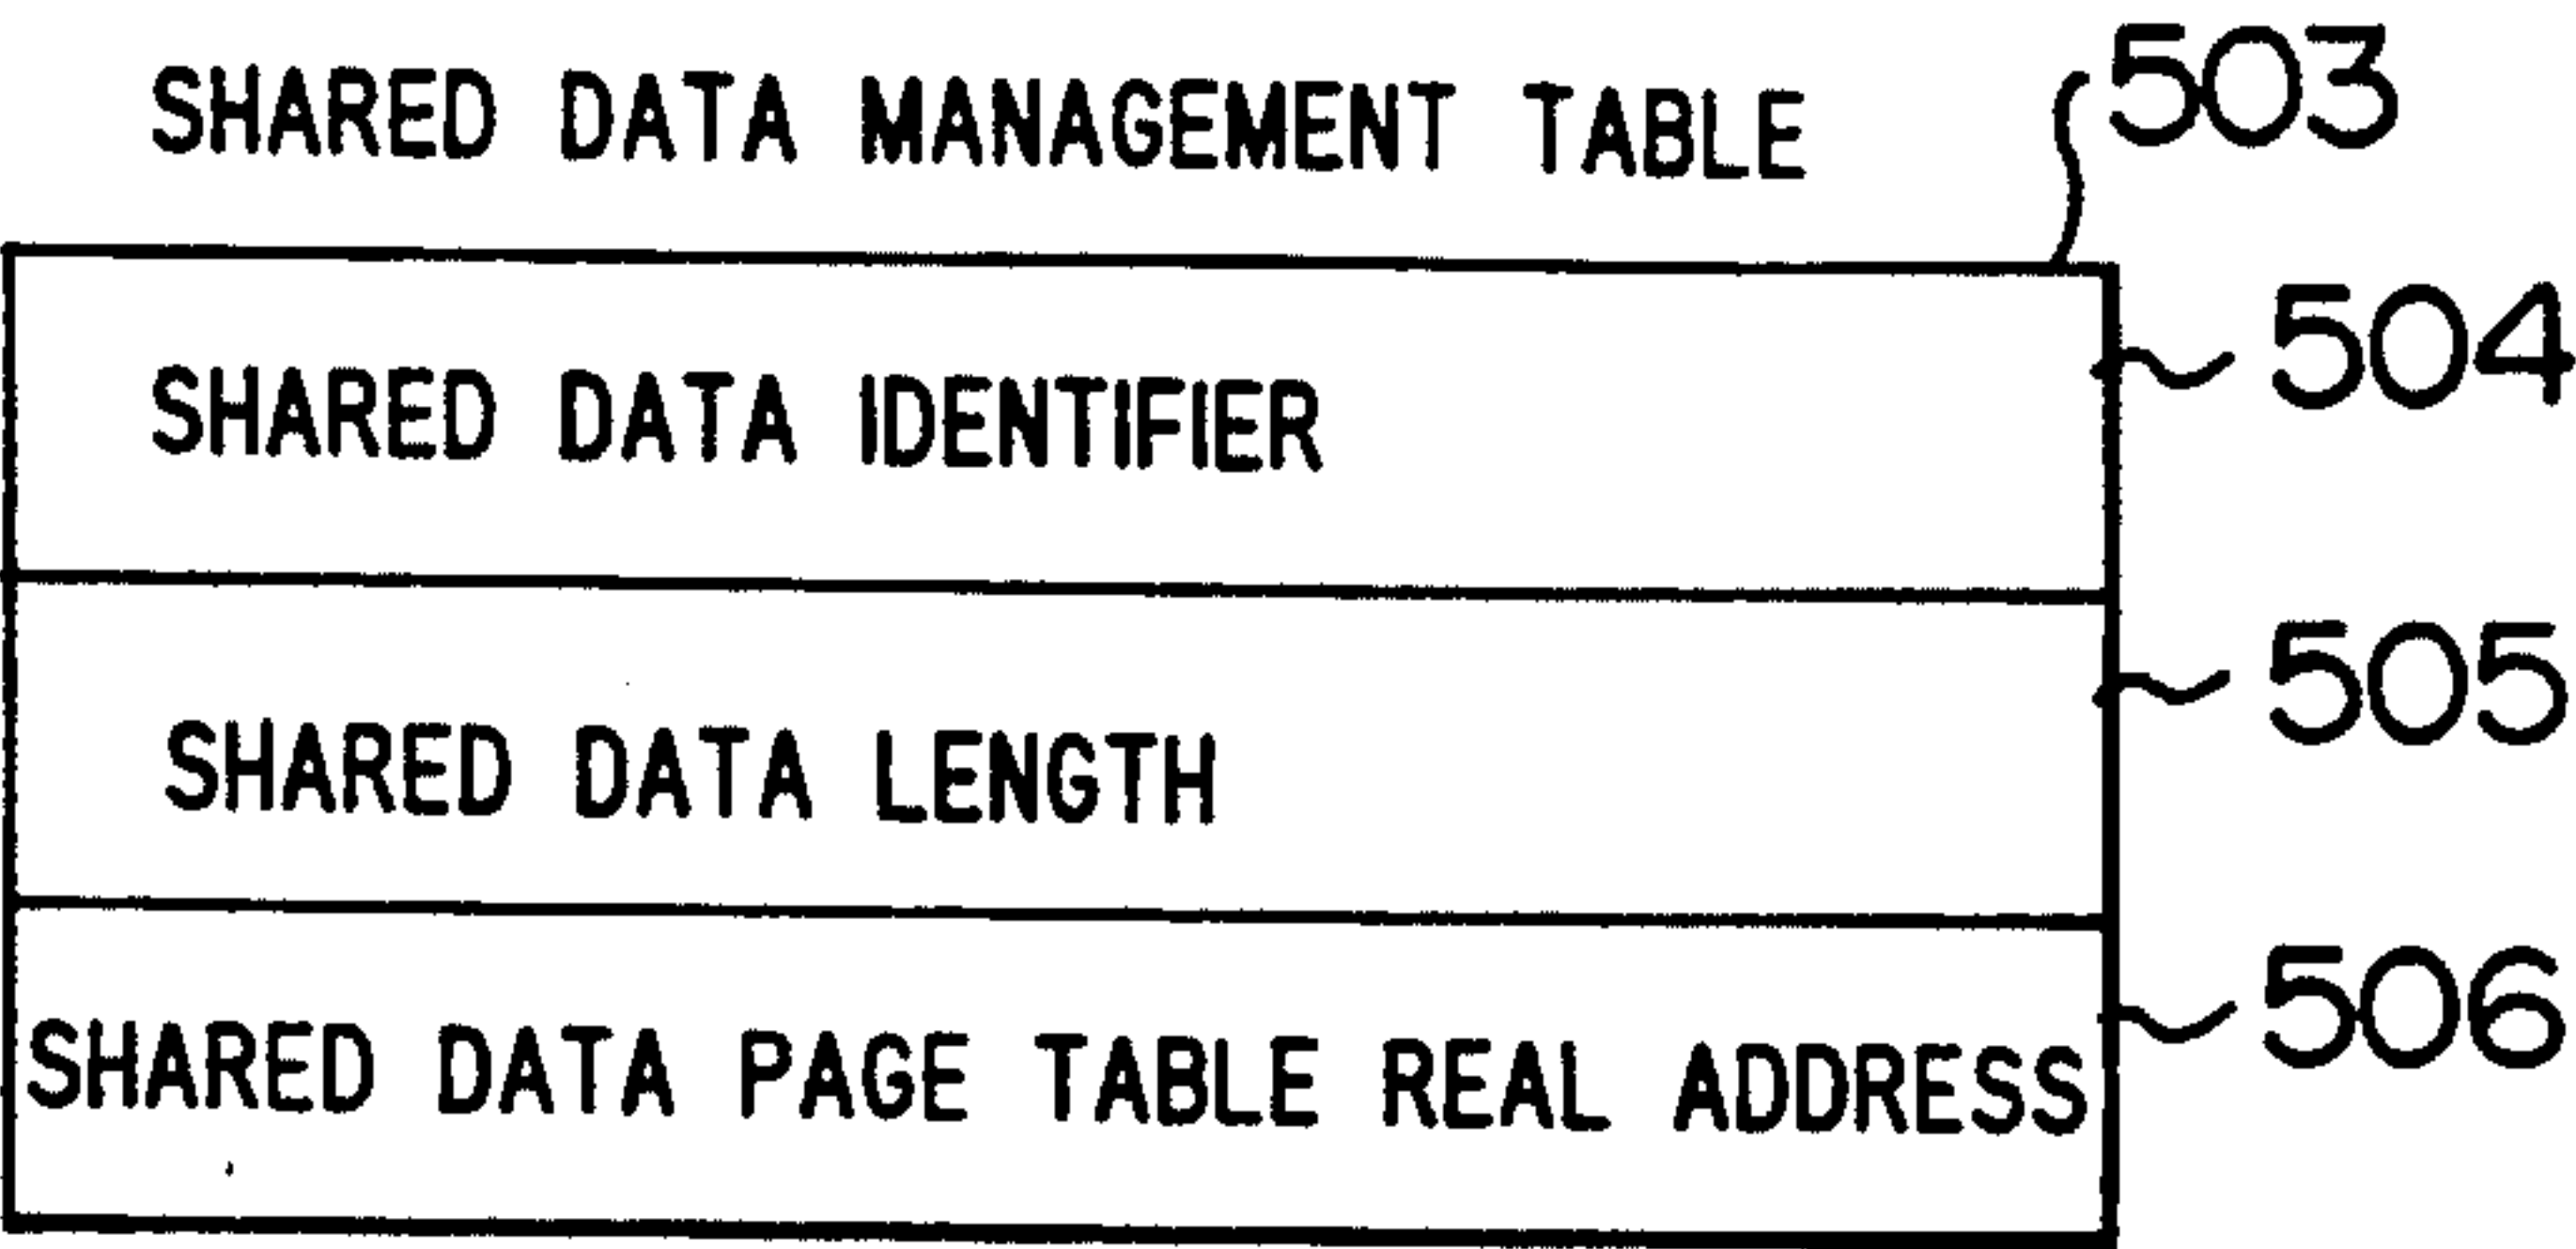 SHARED DATA MANAGEMENT TABLE 503
SHARED DATA IDENTIFIER 504
SHARED DATA LENGTH 505
SHARED DATA PAGE TABLE REAL ADDRESS 506